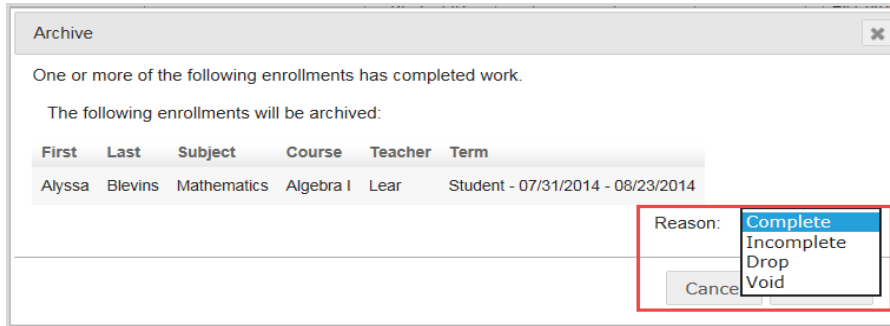 Archive
One or more of the following enrollments has completed work.
The following enrollments will be archived:
First Last Subject Course Teacher Term
Alyssa Blevins Mathematics Algebra I Lear Student - 07/31/2014 - 08/23/2014
Reason: Complete
Incomplete
Drop
Void
Cance